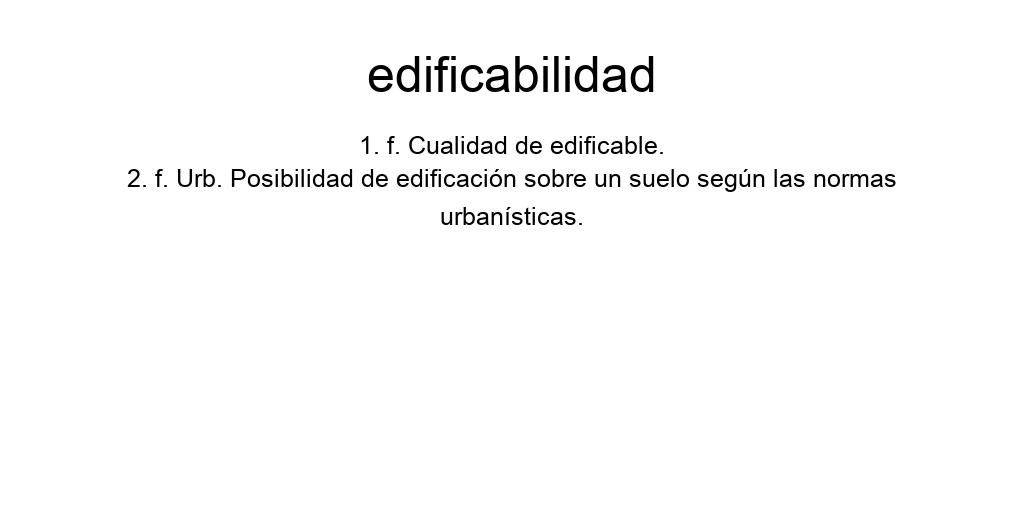 edificabilidad
1. f. Cualidad de edificable.
2. f. Urb. Posibilidad de edificación sobre un suelo según las normas
urbanísticas.